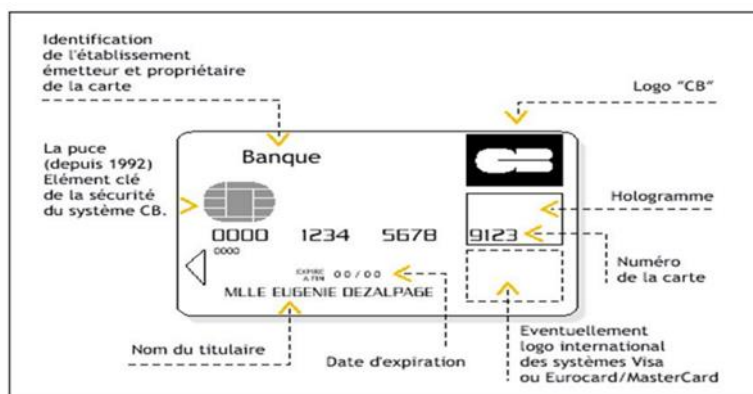 Identification
de l'établissement
émetteur et propriétaire
de la carte
Logo "CB"
La puce
(depuis 1992)
Elément clé
de la sécurité
du système CB.
Banque
CB
Hologramme
0000 1234 5678 9123
0000
Numéro
de la carte
EXPIRE
A FIN
00/00
MLLE EUGENIE DEZALPAGE
Nom du titulaire
Date d'expiration
Eventuellement
logo international
des systèmes Visa
ou Eurocard/MasterCard